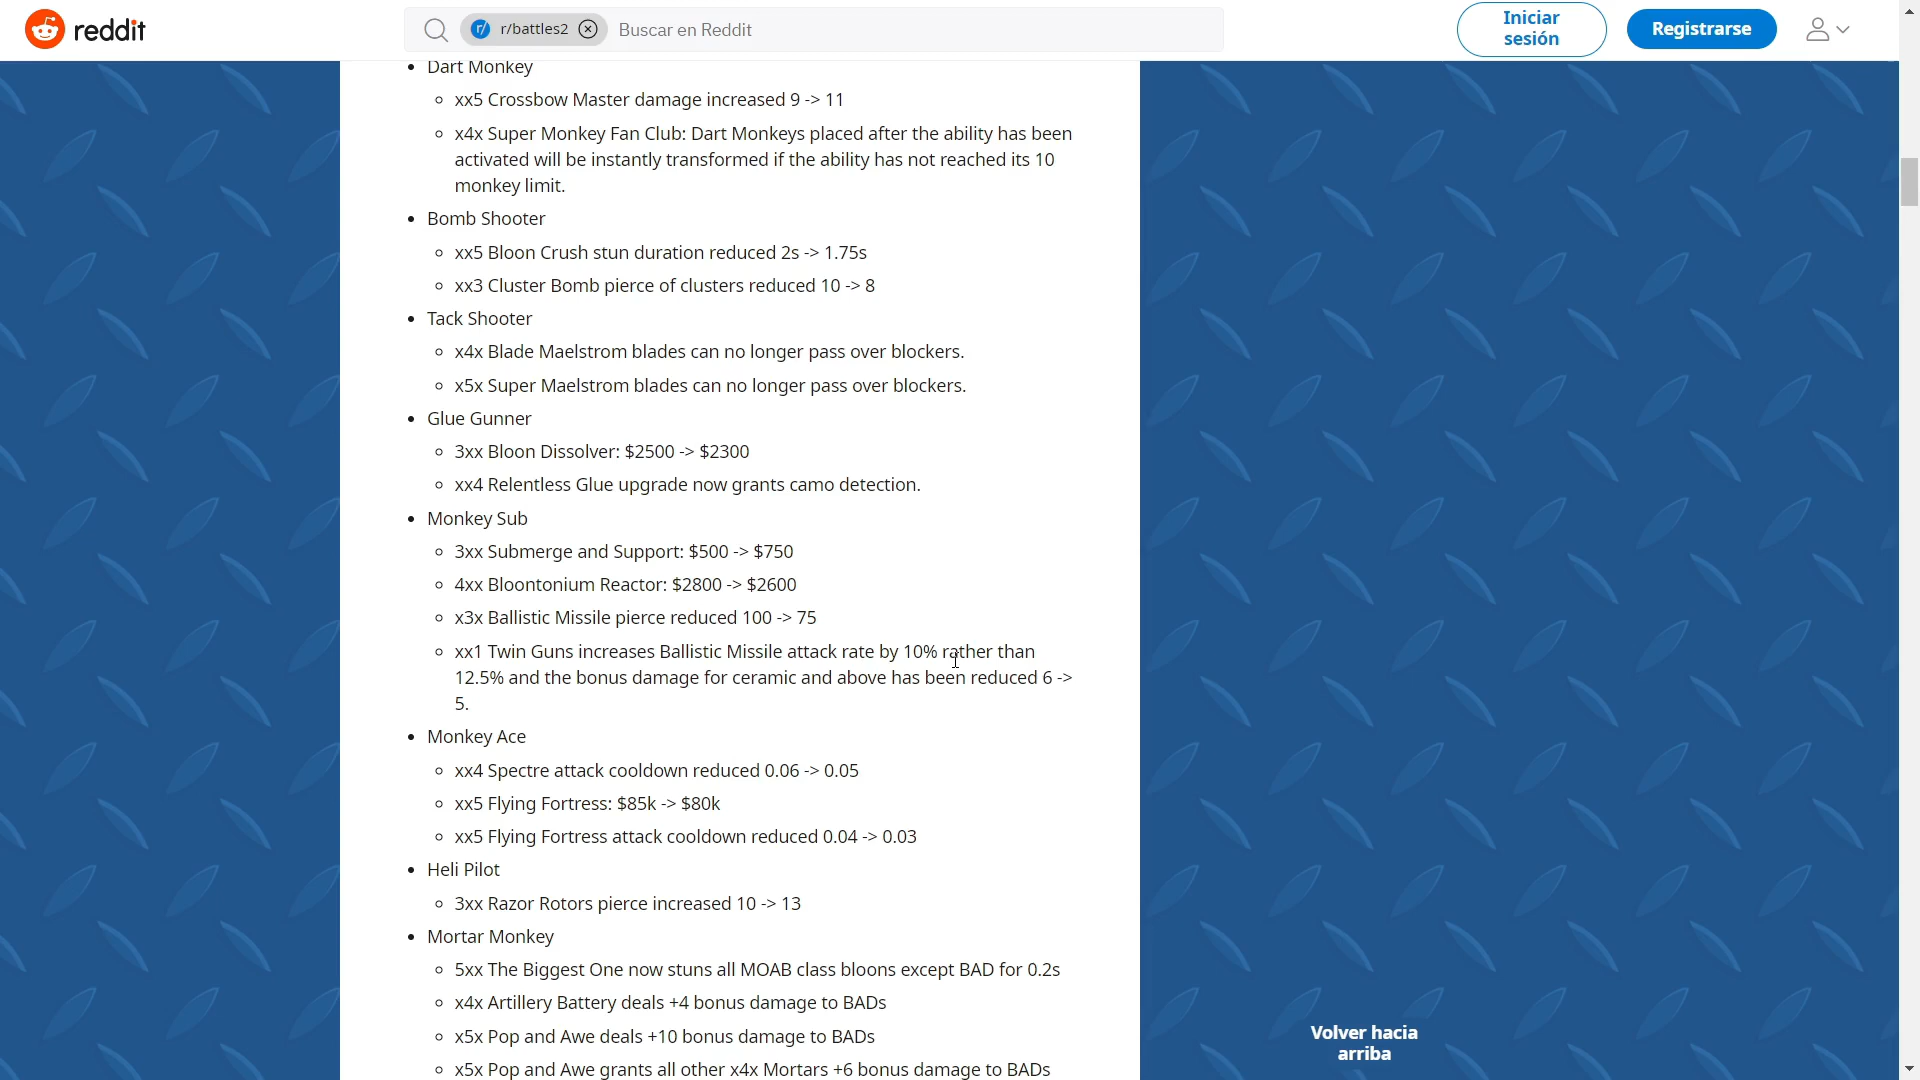 reddit
r/battles2
Buscar en Reddit
Iniciar
sesión
Registrarse
Dart Monkey
xx5 Crossbow Master damage increased 9 -> 11
x4x Super Monkey Fan Club: Dart Monkeys placed after the ability has been
activated will be instantly transformed if the ability has not reached its 10
monkey limit.
Bomb Shooter
xx5 Bloon Crush stun duration reduced 2s -> 1.75s
xx3 Cluster Bomb pierce of clusters reduced 10 -> 8
Tack Shooter
x4x Blade Maelstrom blades can no longer pass over blockers.
x5x Super Maelstrom blades can no longer pass over blockers.
Glue Gunner
3xx Bloon Dissolver: $2500 -> $2300
xx4 Relentless Glue upgrade now grants camo detection.
Monkey Sub
3xx Submerge and Support: $500 -> $750
4xx Bloontonium Reactor: $2800 -> $2600
x3x Ballistic Missile pierce reduced 100 -> 75
xx1 Twin Guns increases Ballistic Missile attack rate by 10% rather than
12.5% and the bonus damage for ceramic and above has been reduced 6 ->
5.
Monkey Ace
xx4 Spectre attack cooldown reduced 0.06 -> 0.05
xx5 Flying Fortress: $85k -> $80k
xx5 Flying Fortress attack cooldown reduced 0.04 -> 0.03
Heli Pilot
3xx Razor Rotors pierce increased 10 -> 13
Mortar Monkey
5xx The Biggest One now stuns all MOAB class bloons except BAD for 0.2s
x4x Artillery Battery deals +4 bonus damage to BADs
x5x Pop and Awe deals +10 bonus damage to BADs
x5x Pop and Awe grants all other x4x Mortars +6 bonus damage to BADs
Volver hacia
arriba